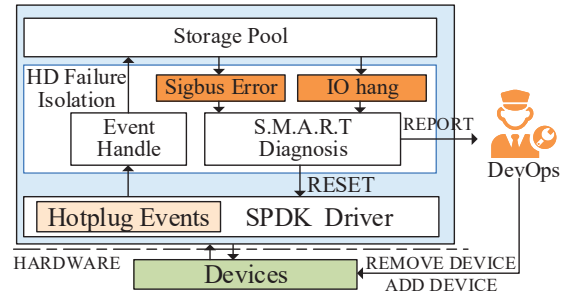 Storage Pool
HD Failure
Isolation
Sigbus Error
IO hang
Event
Handle
S.M.A.R.T
Diagnosis
REPORT
DevOps
RESET
Hotplug Events
SPDK Driver
HARDWARE
Devices
REMOVE DEVICE
ADD DEVICE